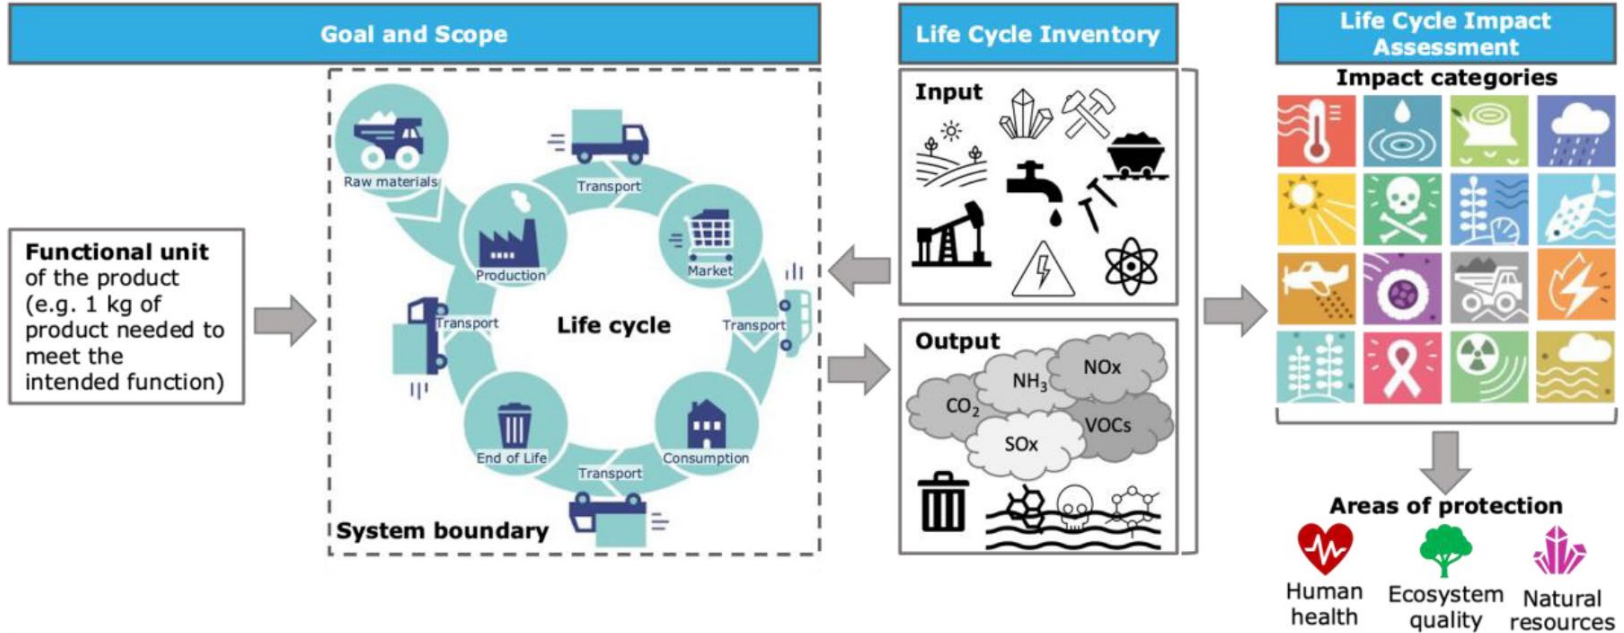 Goal and Scope
Life Cycle Inventory
Life Cycle Impact
Assessment
Functional unit
of the product
(e.g. 1 kg of
product needed to
meet the
intended function)
Raw materials
Transport
Production
Market
Transport
Life cycle
Transport
End of Life
Consumption
Transport
System boundary
Input
Output
NOx
NH₃
CO₂
VOCs
SOx
Impact categories
Areas of protection
Human
health
Ecosystem
quality
Natural
resources